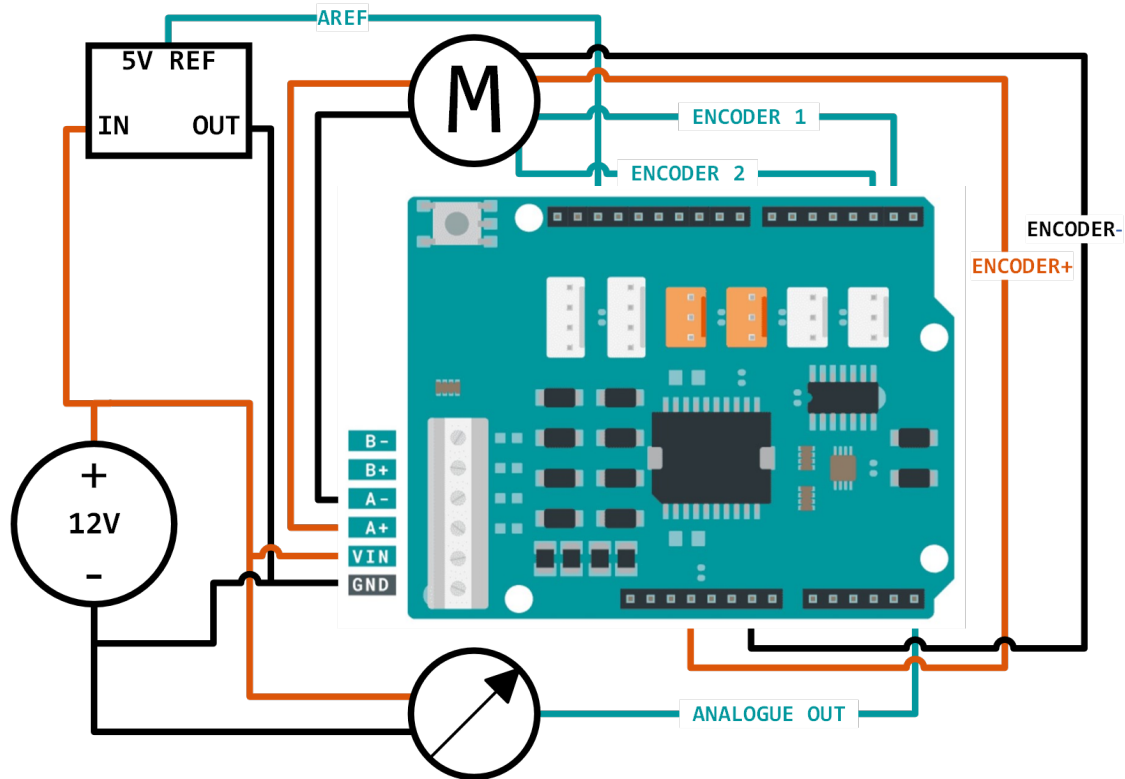 AREF
5V REF
IN
OUT
M
ENCODER 1
ENCODER 2
ENCODER-
ENCODER+
B-
B+
A-
A+
VIN
GND
+
12V
-
ANALOGUE OUT